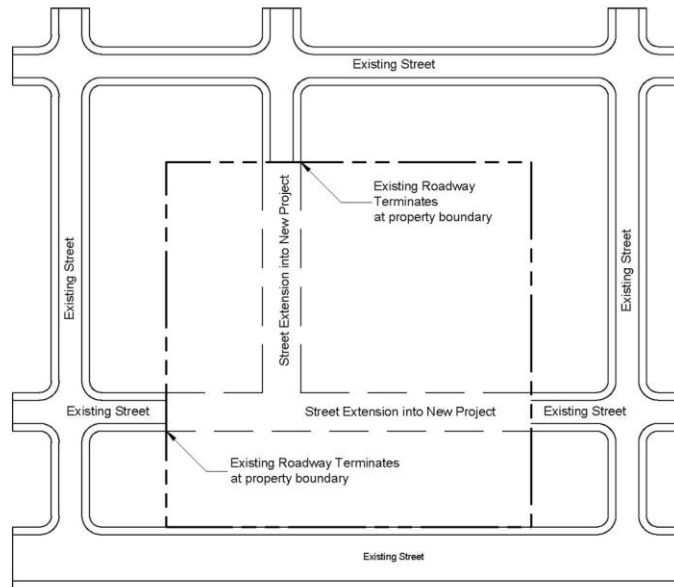 Existing Street
Existing Roadway
Terminates
at property boundary
Street Extension into New Project
Existing Street
Existing Street
Existing Street
Street Extension into New Project
Existing Street
Existing Roadway Terminates
at property boundary
Existing Street